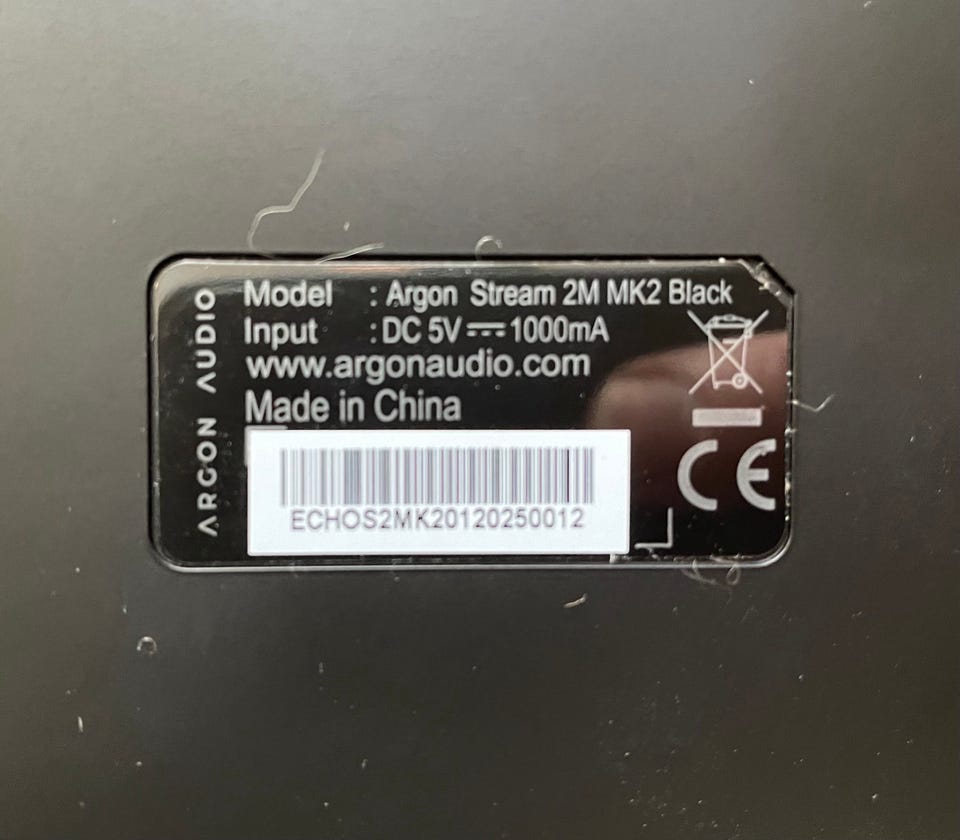 ARGON AUDIO
Model : Argon Stream 2M MK2 Black
Input : DC 5V 1000mA
www.argonaudio.com
Made in China
ECHOS2MK20120250012
CE